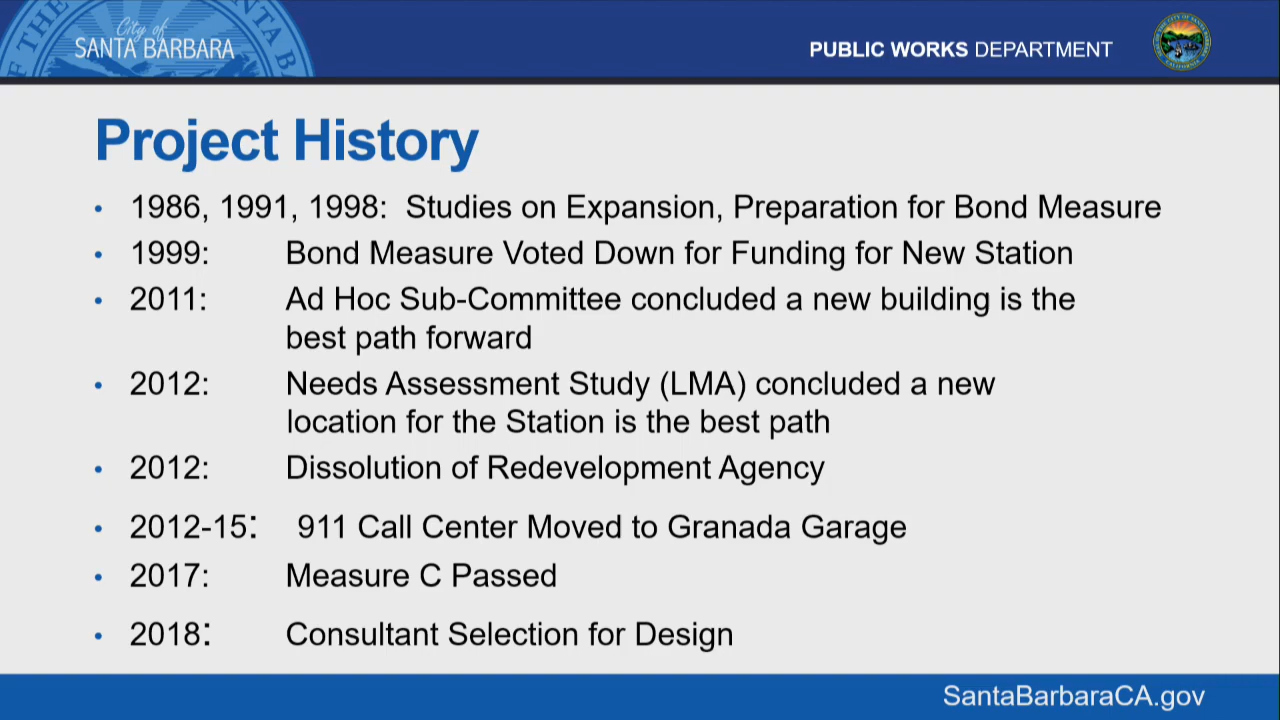 City of
SANTA BARBARA
PUBLIC WORKS DEPARTMENT
Project History
• 1986, 1991, 1998: Studies on Expansion, Preparation for Bond Measure
• 1999: Bond Measure Voted Down for Funding for New Station
• 2011: Ad Hoc Sub-Committee concluded a new building is the
best path forward
• 2012: Needs Assessment Study (LMA) concluded a new
location for the Station is the best path
• 2012: Dissolution of Redevelopment Agency
• 2012-15: 911 Call Center Moved to Granada Garage
• 2017: Measure C Passed
• 2018: Consultant Selection for Design
SantaBarbaraCA.gov